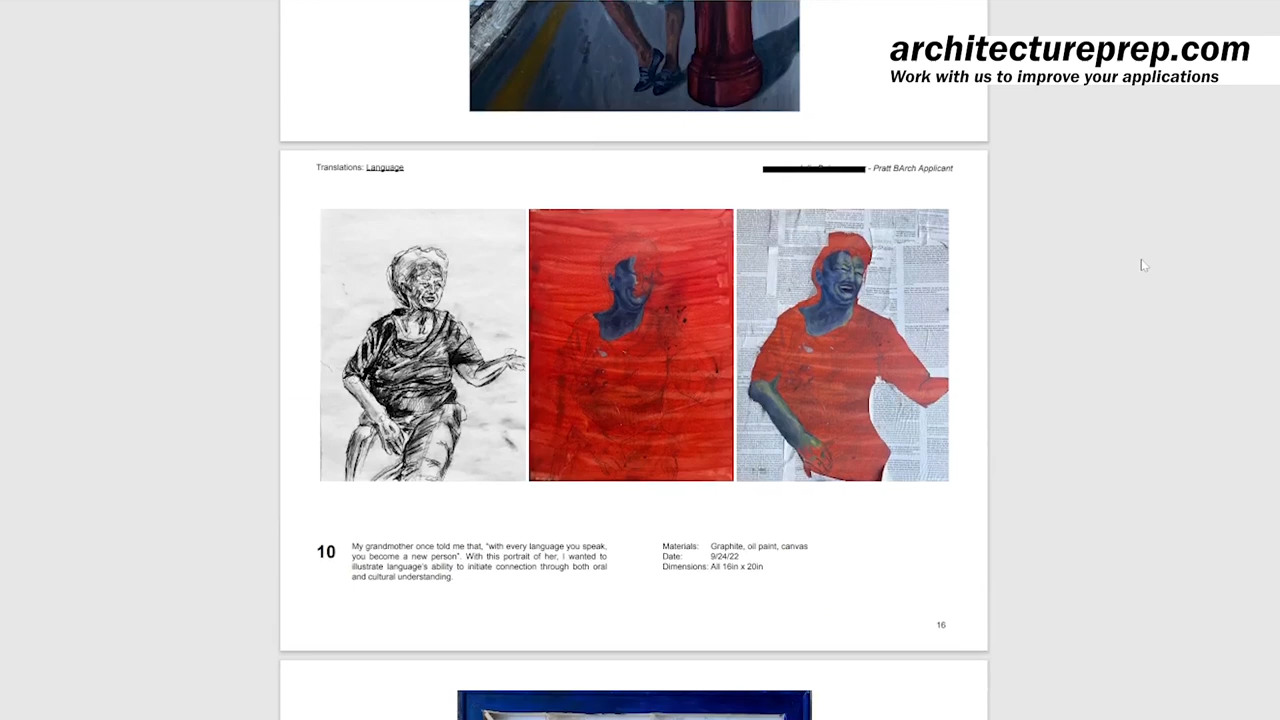 architectureprep.com
Work with us to improve your applications
Translations: Language
- Pratt BArch Applicant
10
My grandmother once told me that, "with every language you speak,
you become a new person". With this portrait of her, I wanted to
illustrate language's ability to initiate connection through both oral
and cultural understanding.
Materials: Graphite, oil paint, canvas
Date: 9/24/22
Dimensions: All 16in x 20in
16